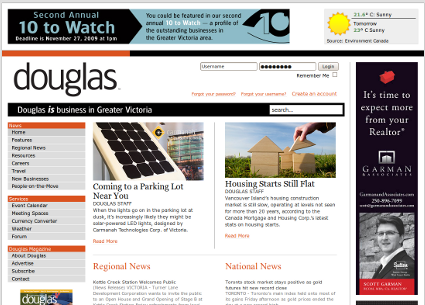 Second Annual
10 to Watch
Deadline is November 27, 2009 at 1pm
You could be featured in our second
annual 10 to Watch — a profile of
the outstanding businesses in
the Greater Victoria area.
10
21.4° C: Sunny
Tomorrow
23° C Sunny
Source: Environment Canada
douglas
Username
Login
Remember Me
Forgot your password?
Forgot your username?
Create an account
Douglas is business in Greater Victoria
search...
News
Home
Features
Regional News
Resources
Careers
Travel
New Businesses
People-on-the-Move
Services
Event Calendar
Meeting Spaces
Currency Converter
Weather
Forum
Douglas Magazine
About Douglas
Advertise
Subscribe
Contact
douglas
Coming to a Parking Lot
Near You
DOUGLAS STAFF
When the lights go on in the parking lot at
dusk, it's increasingly likely they might be
solar-powered LED lights, designed by
Carmanah Technologies Corp. of Victoria.
Read More
Housing Starts Still Flat
DOUGLAS STAFF
Vancouver Island's housing construction
market is still slow, operating at levels not
seen for more than 20 years, according to the
Canada Mortgage and Housing Corp.'s latest
stats on housing starts.
Read More
Regional News
Kettle Creek Station Welcomes Public
National News
Toronto stock market stays positive as gold
It's time to
expect more
from your
Realtor*
GARMAN
& ASSOCIATES
GarmanandAssociates.com
250-896-7099
scott@garmanandassociates.com
SCOTT GARMAN